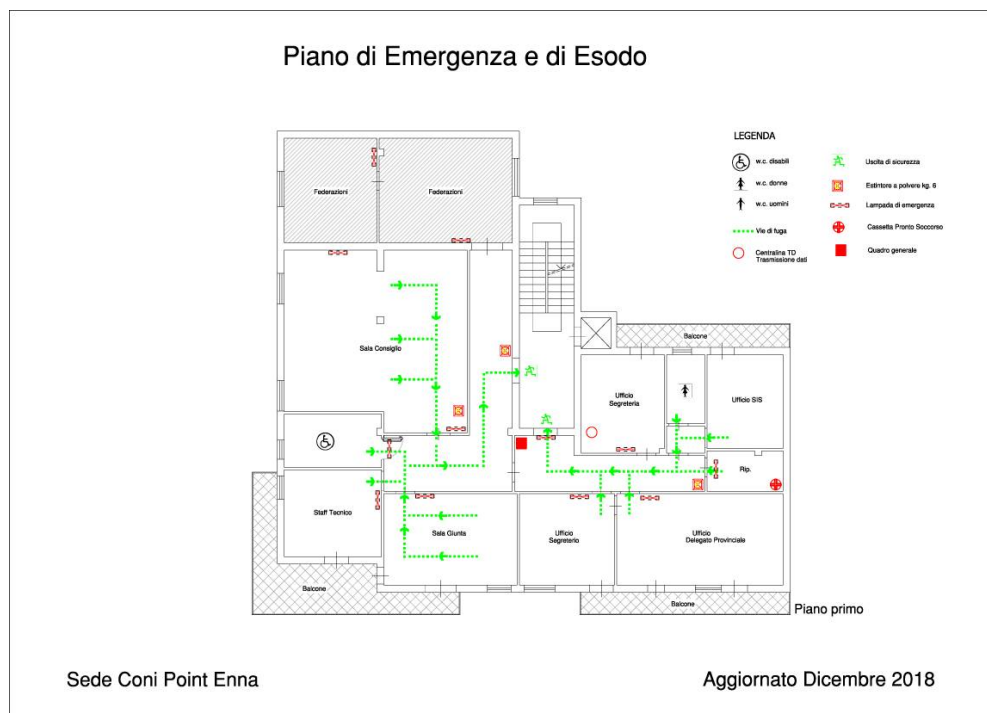 Piano di Emergenza e di Esodo
LEGENDA
w.c. disabili
w.c. donne
w.c. uomini
Vie di fuga
Centralina TD
Trasmissione dati
Uscita di sicurezza
Estintore a polvere kg. 6
Lampada di emergenza
Cassetta Pronto Soccorso
Quadro generale
Federazioni
Federazioni
Sala Consiglio
Balcone
Ufficio
Segreteria
Ufficio SIS
Rip.
Staff Tecnico
Sala Giunta
Ufficio
Segreterio
Ufficio
Delegato Provinciale
Balcone
Balcone
Piano primo
Sede Coni Point Enna
Aggiornato Dicembre 2018